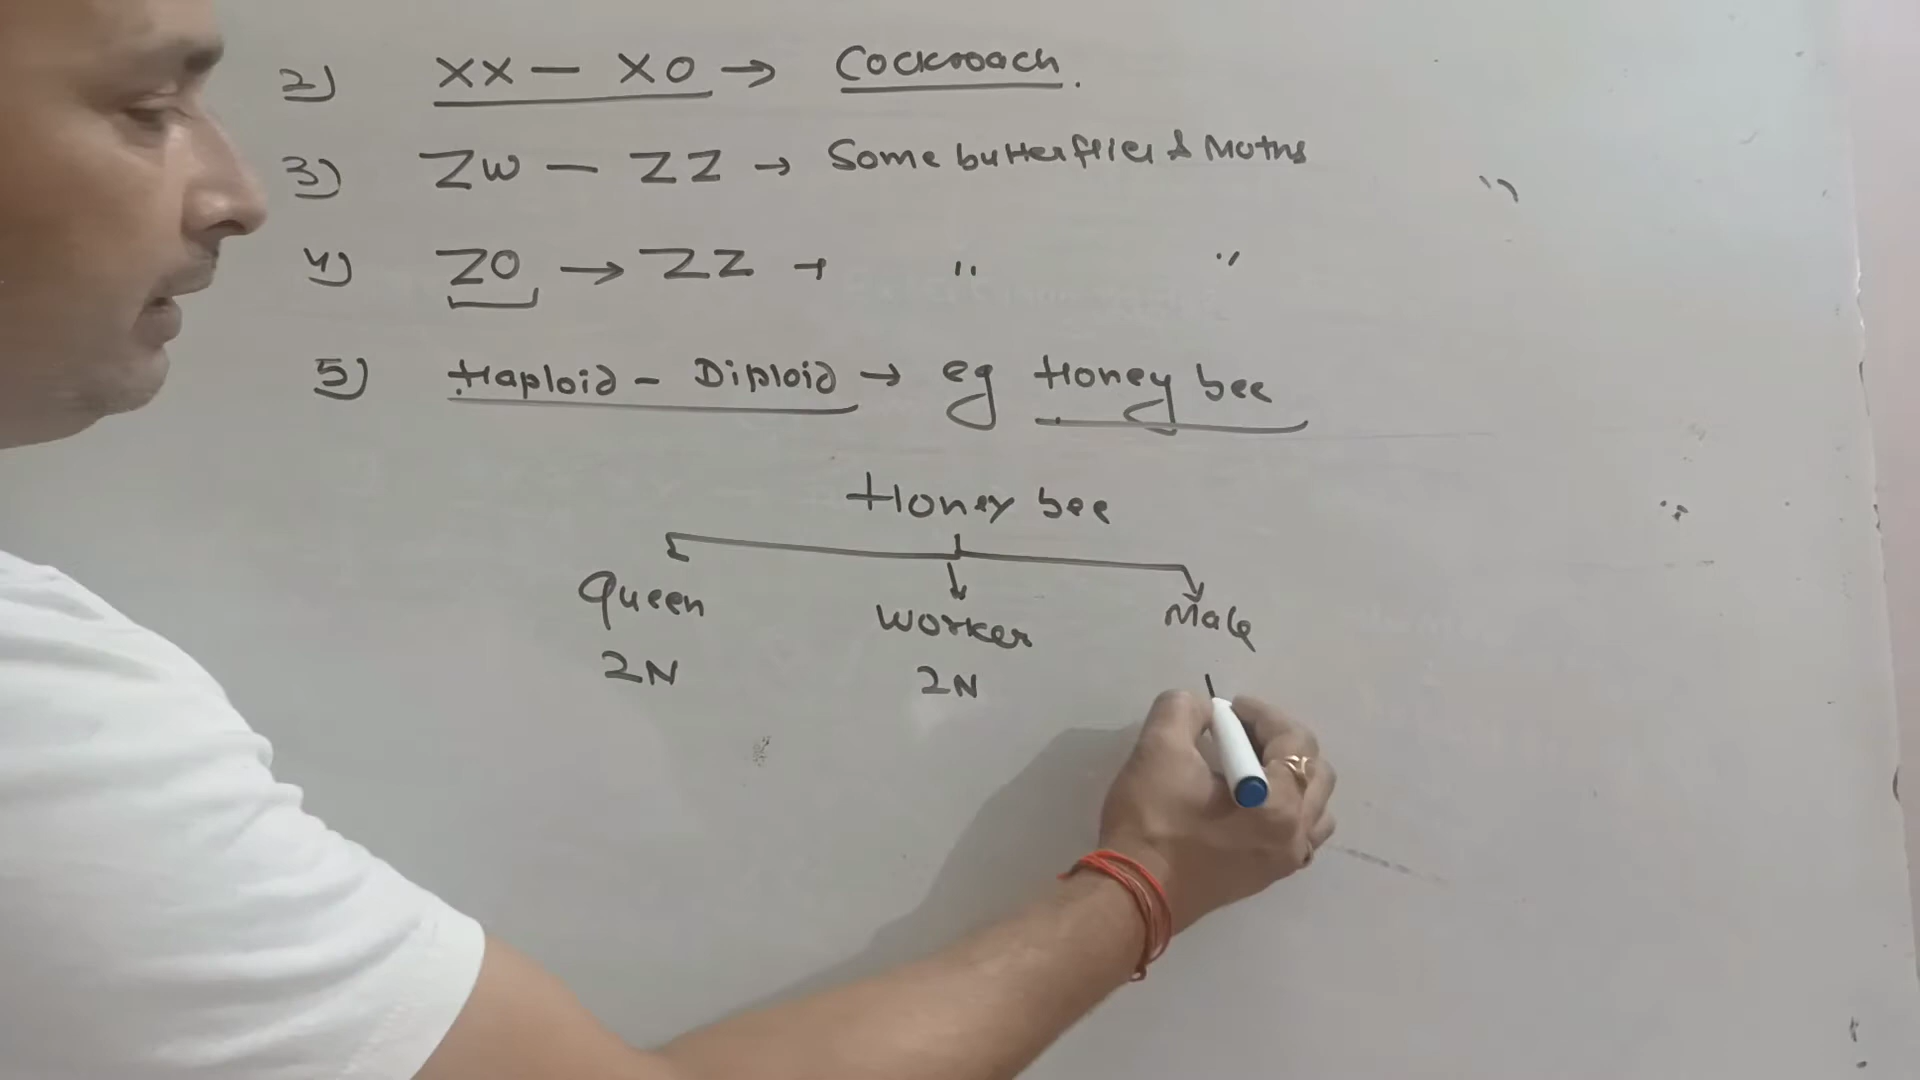 2) XX - XO → Cockroach.
3) ZW - ZZ → Some butterflies & Moths
4) ZO → ZZ → " "
5) Haploid - Diploid → eg Honey bee
Honey bee
Queen Worker Male
2N 2N